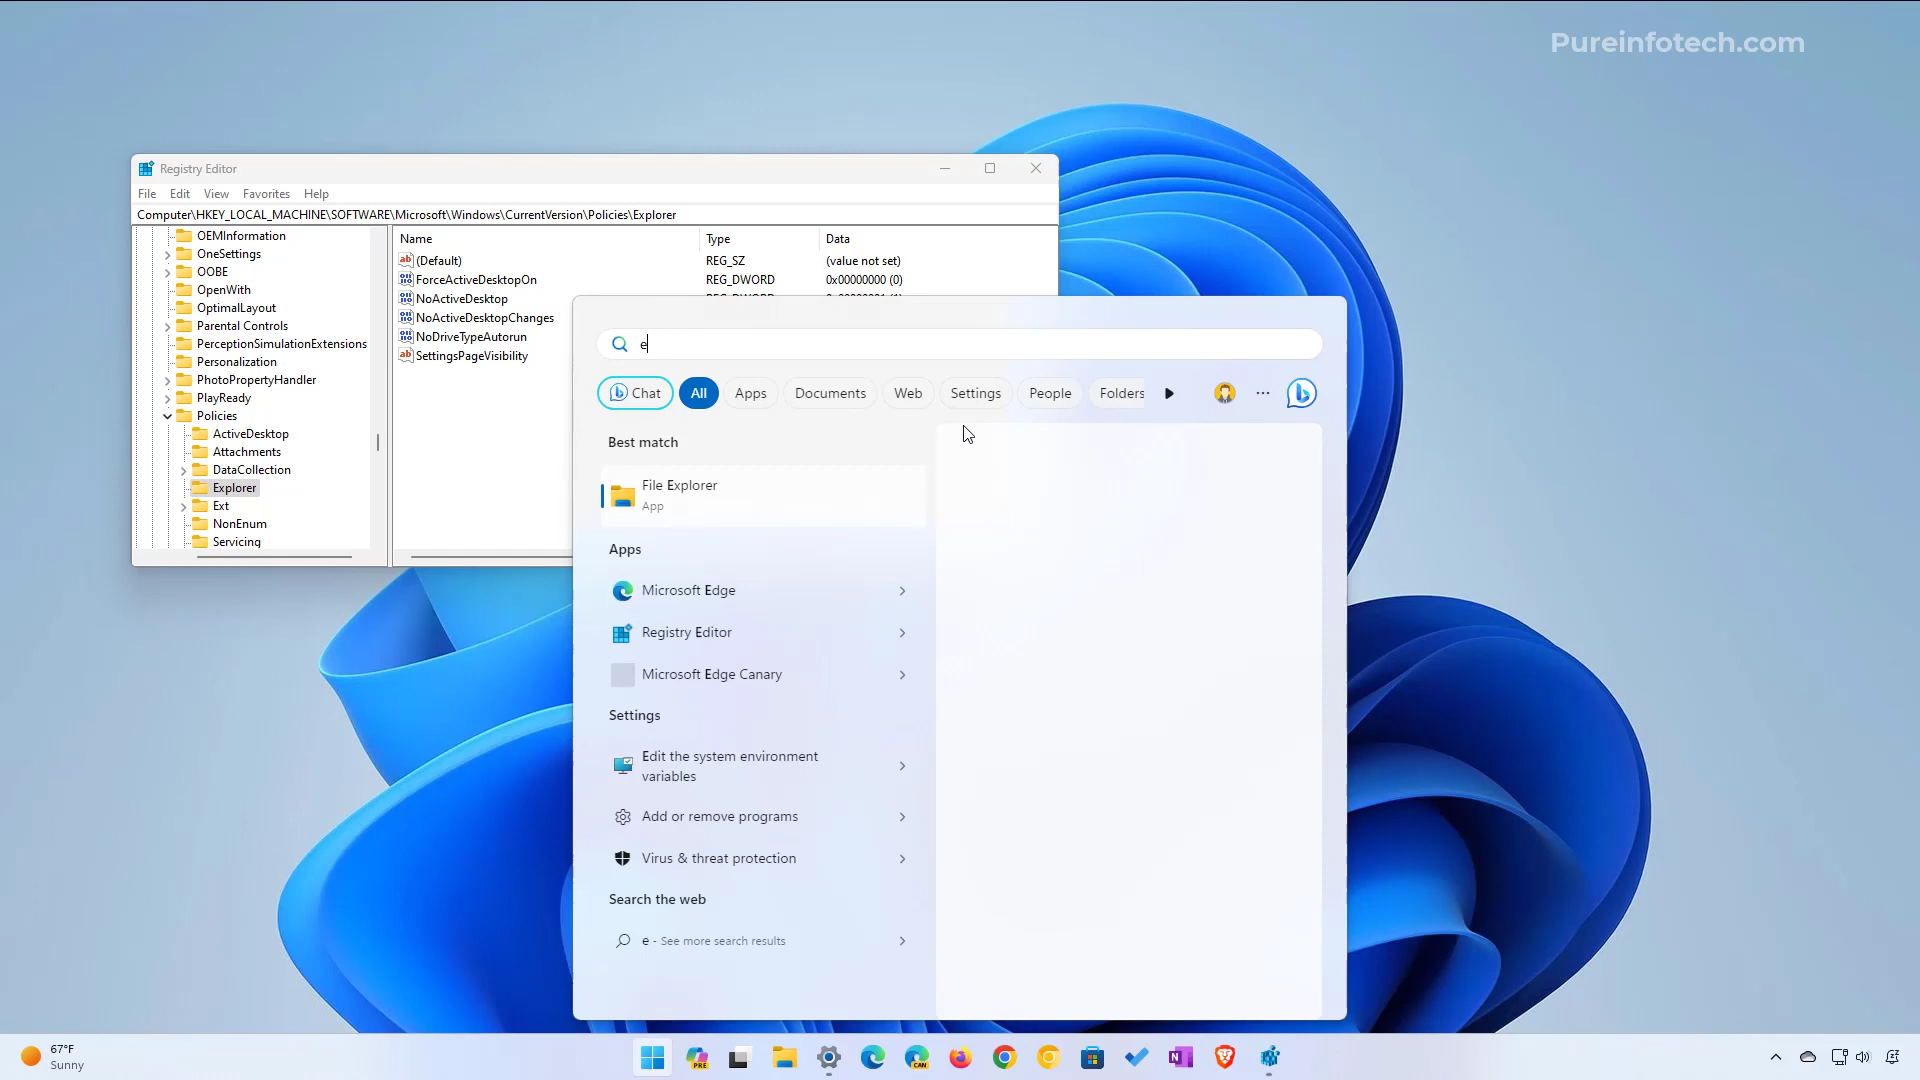 Pureinfotech.com
Registry Editor
File Edit View Favorites Help
Computer\HKEY_LOCAL_MACHINE\SOFTWARE\Microsoft\Windows\CurrentVersion\Policies\Explorer
OEMInformation
OneSettings
OOBE
OpenWith
OptimalLayout
Parental Controls
PerceptionSimulationExtensions
Personalization
PhotoPropertyHandler
PlayReady
Policies
ActiveDesktop
Attachments
DataCollection
Explorer
Ext
NonEnum
Servicing
Name Type Data
(Default) REG_SZ (value not set)
ForceActiveDesktopOn REG_DWORD 0x00000000 (0)
NoActiveDesktop
NoActiveDesktopChanges
NoDriveTypeAutorun
SettingsPageVisibility
e
Chat All Apps Documents Web Settings People Folders
Best match
File Explorer
App
Apps
Microsoft Edge
Registry Editor
Microsoft Edge Canary
Settings
Edit the system environment
variables
Add or remove programs
Virus & threat protection
Search the web
e - See more search results
67°F
Sunny
PRE
CAN